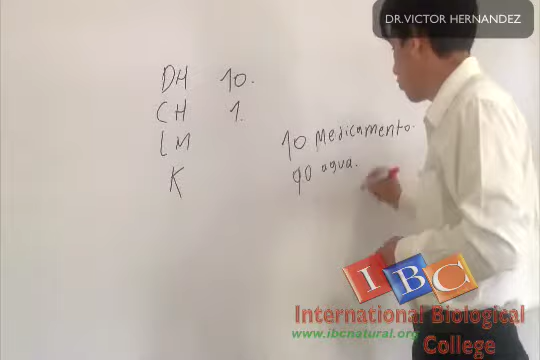 DR.VICTOR HERNANDEZ
DH 10.
CH 1.
LM
K
10 Medicamento.
90 agua.
IBC
International Biological
www.ibcnatural.org
College